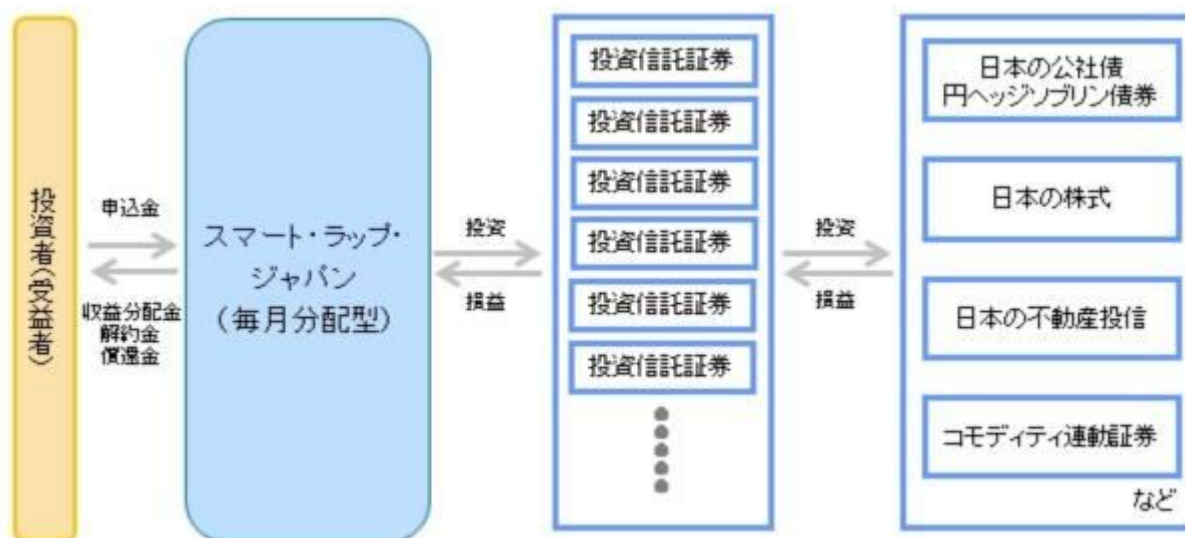 投資者(受益者)
申込金
収益分配金
解約金
償還金
スマート・ラップ・
ジャパン
(毎月分配型)
投資
損益
投資信託証券
投資信託証券
投資信託証券
投資信託証券
投資信託証券
投資信託証券
投資
損益
日本の公社債
円ヘッジソブリン債券
日本の株式
日本の不動産投信
コモディティ連動証券
など